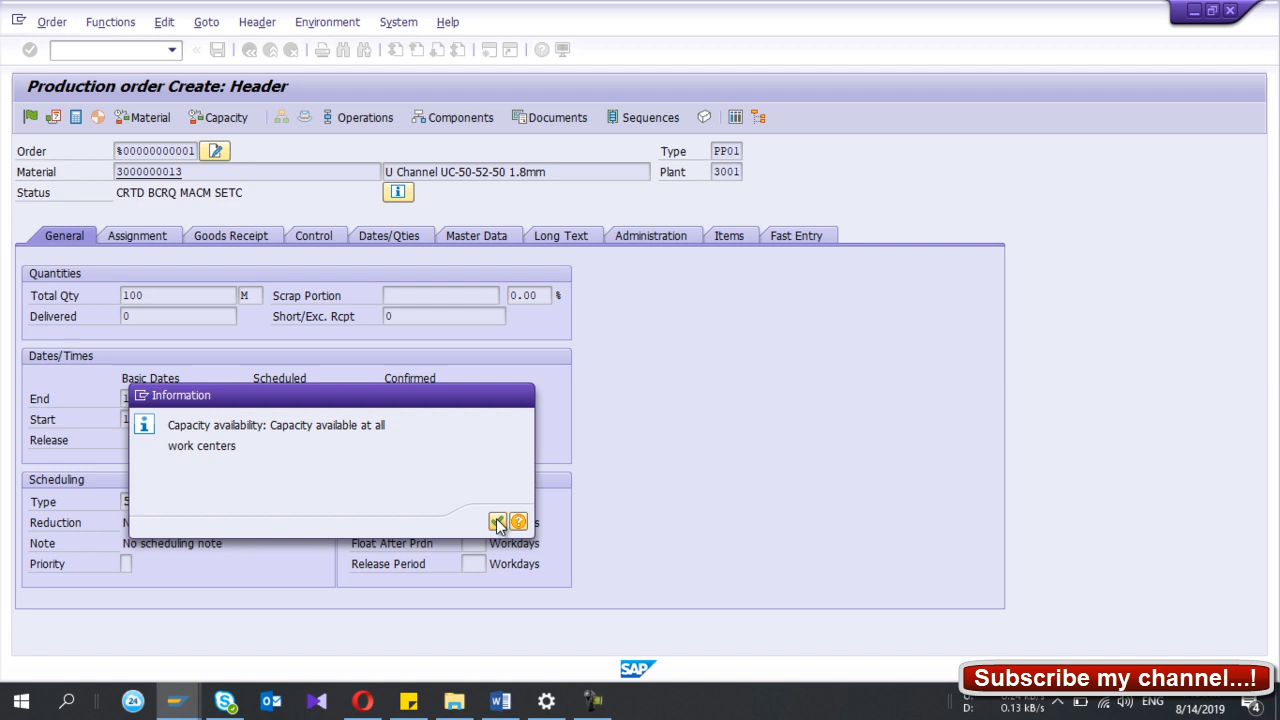 Order Functions Edit Goto Header Environment System Help
Production order Create: Header
Material Capacity Operations Components Documents Sequences
Order %00000000001 Type PP01
Material 3000000013 U Channel UC-50-52-50 1.8mm Plant 3001
Status CRTD BCRQ MACM SETC
General Assignment Goods Receipt Control Dates/Qties Master Data Long Text Administration Items Fast Entry
Quantities
Total Qty 100 M Scrap Portion 0.00 %
Delivered 0 Short/Exc. Rcpt 0
Dates/Times
Basic Dates Scheduled Confirmed
End
Start
Release
Information
Capacity availability: Capacity available at all
work centers
Scheduling
Type
Reduction
Note No scheduling note Float After Prdn Workdays
Priority Release Period Workdays
SAP
Subscribe my channel...!
24
D: 0.13 kB/s ENG
8/14/2019 4